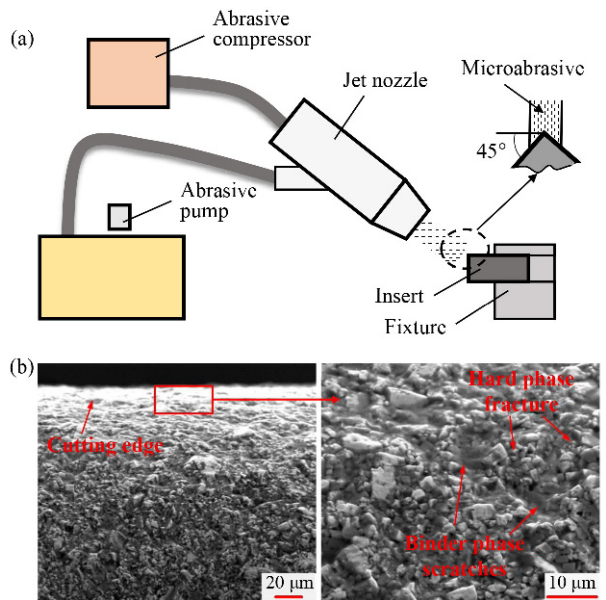 (a)
Abrasive
compressor
Jet nozzle
Microabrasive
45°
Abrasive
pump
Insert
Fixture
(b)
Cutting edge
20 μm
Hard phase
fracture
Binder phase
scratches
10 μm